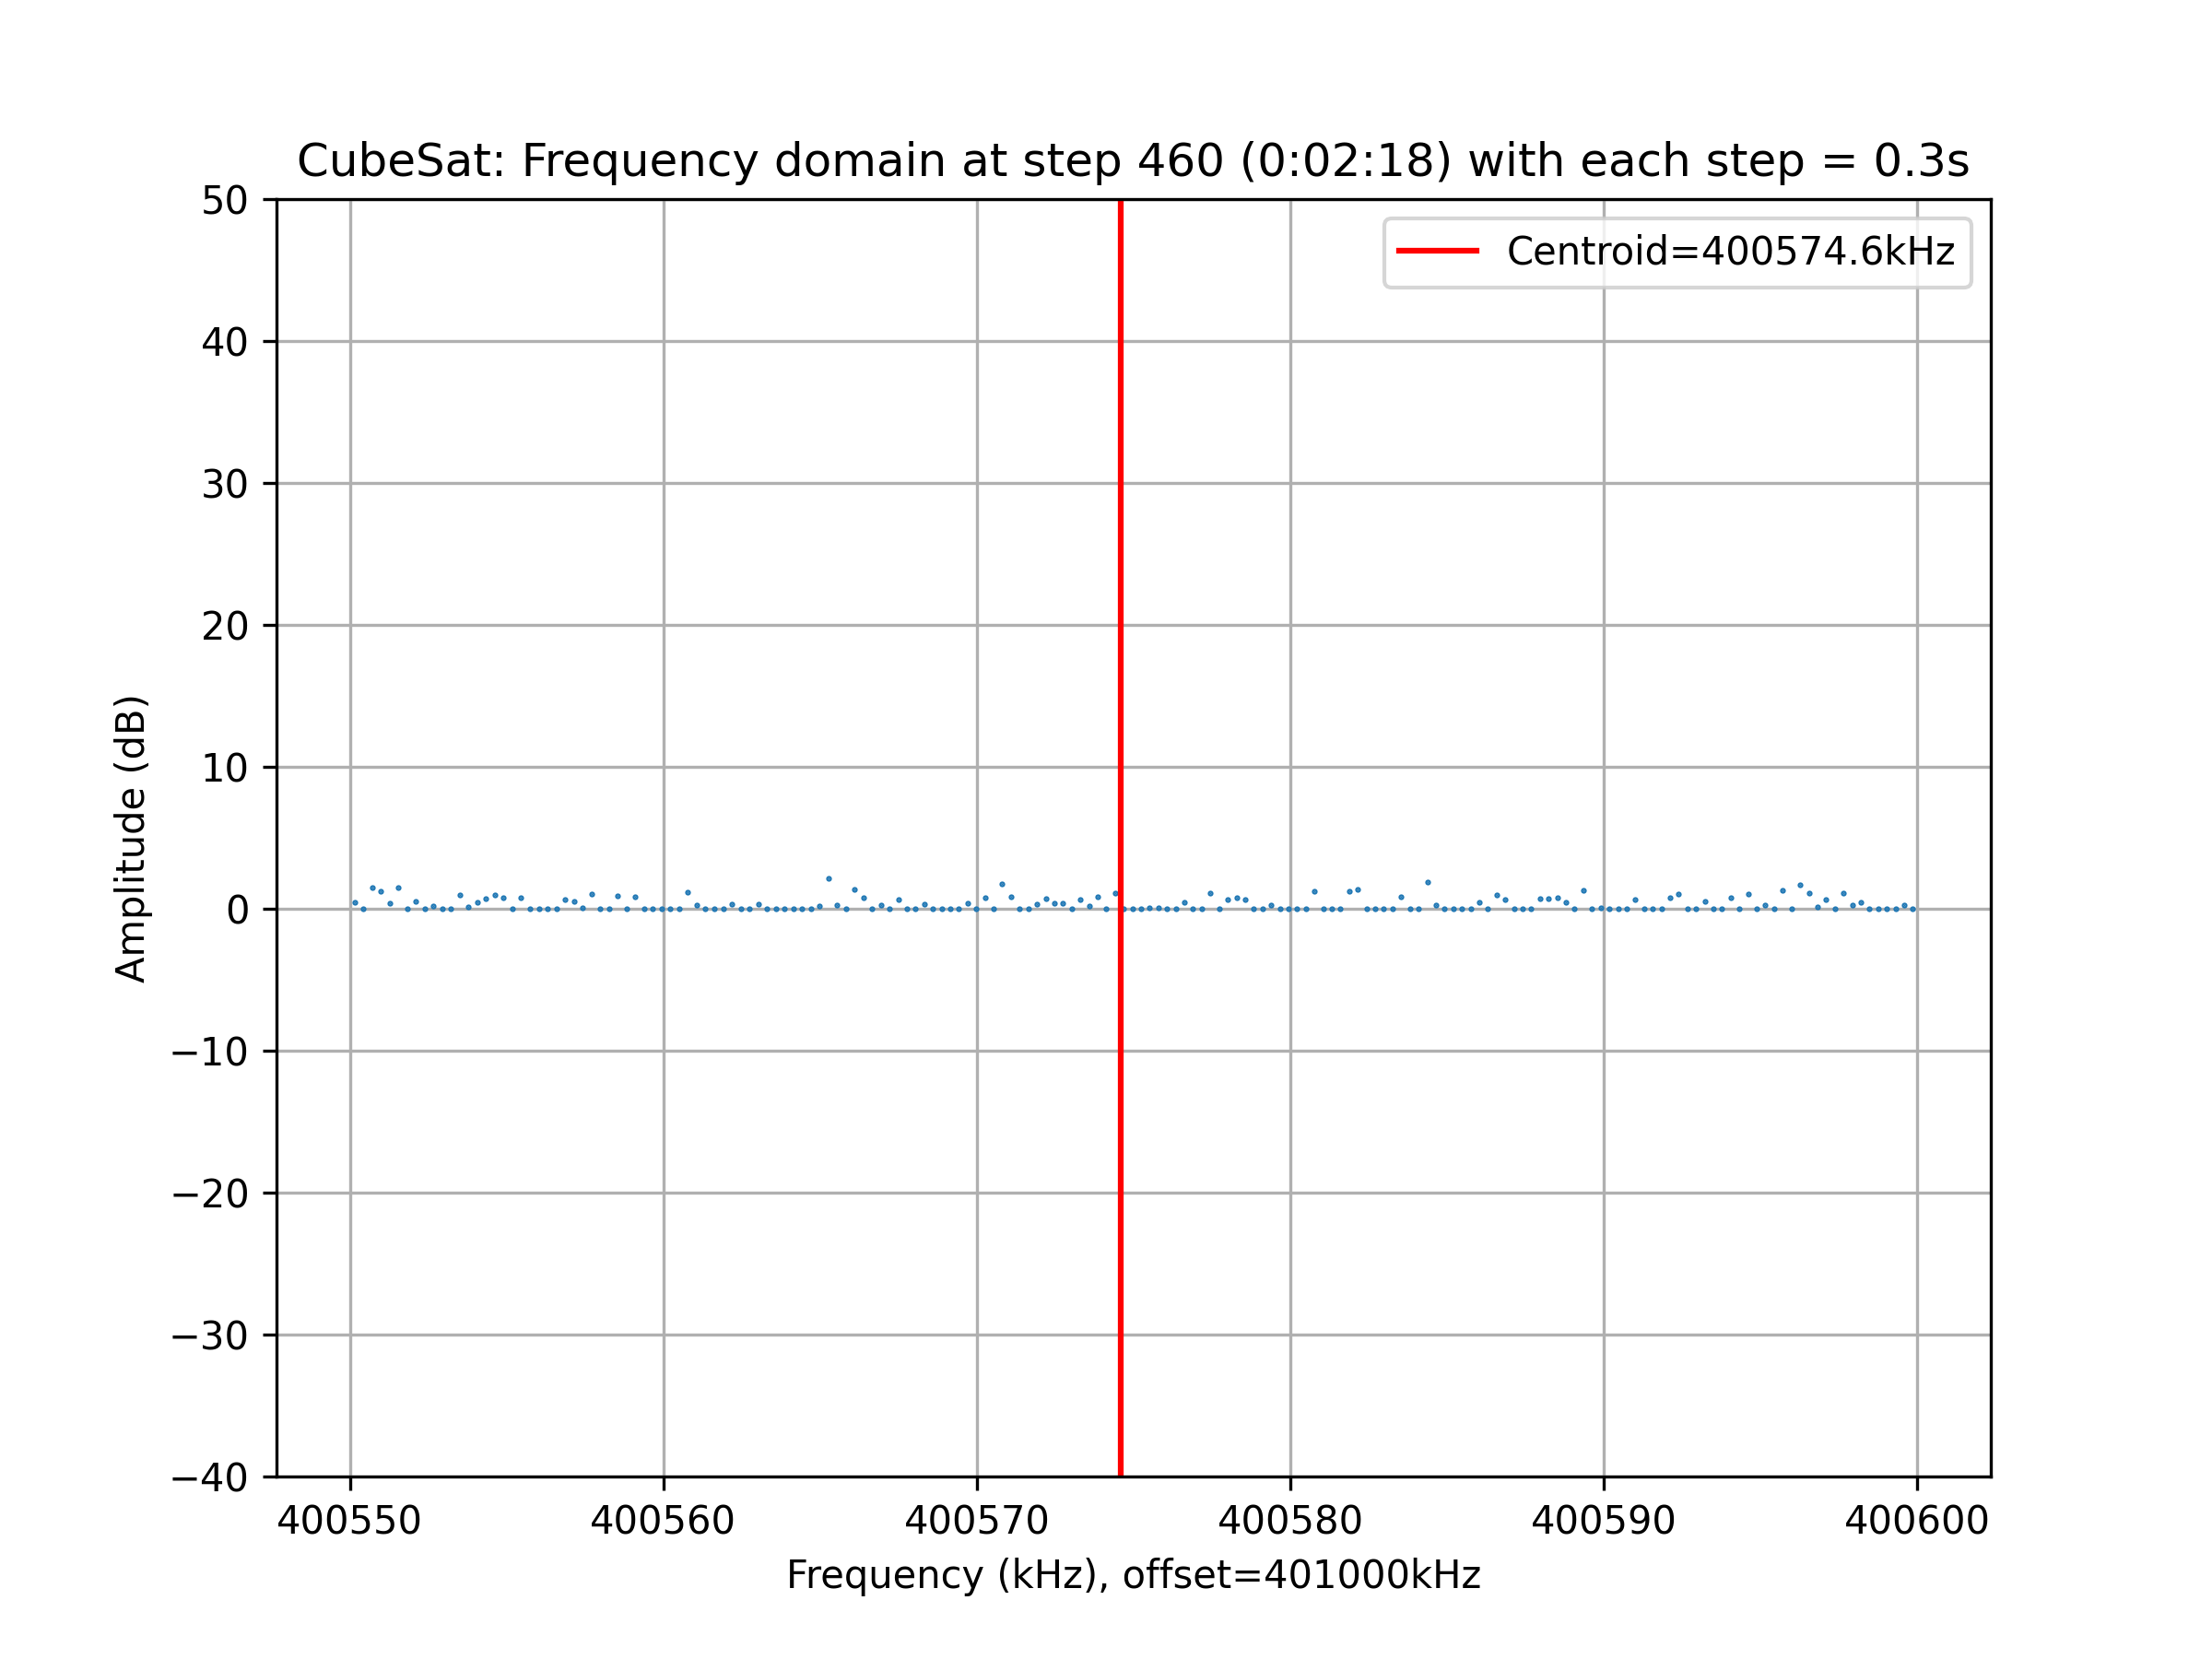 CubeSat: Frequency domain at step 460 (0:02:18) with each step = 0.3s
Centroid=400574.6kHz
50
40
30
20
10
0
−10
−20
−30
−40
Amplitude (dB)
400550 400560 400570 400580 400590 400600
Frequency (kHz), offset=401000kHz